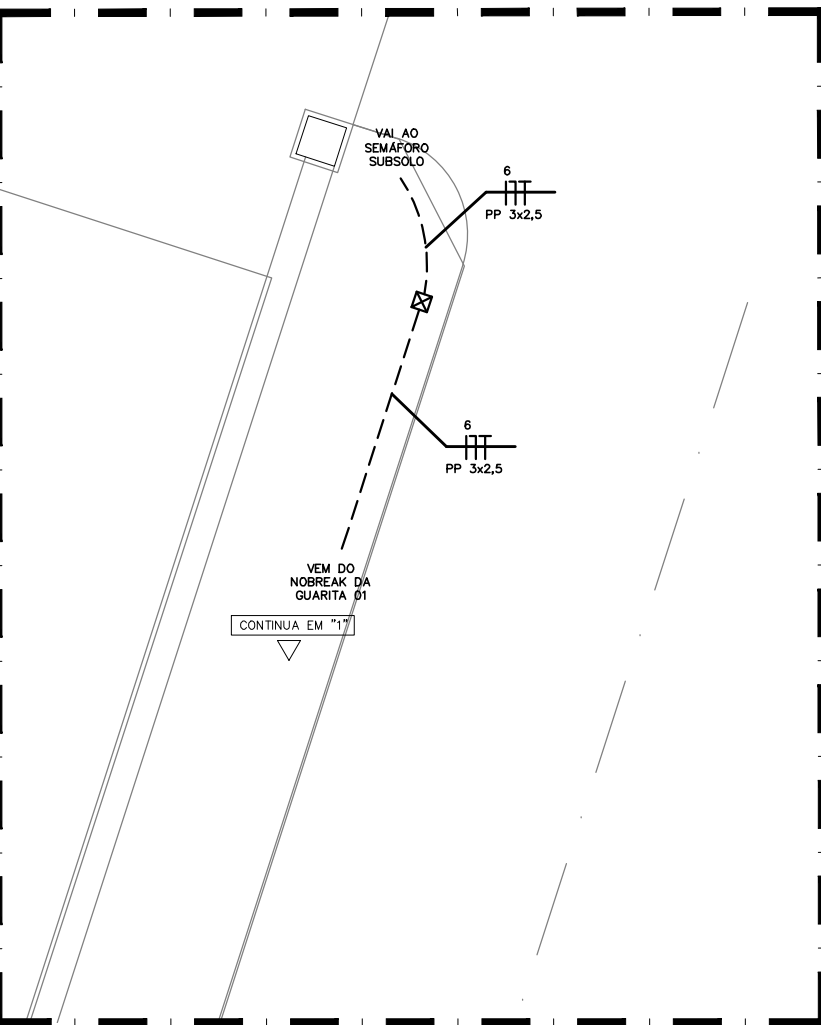 VAI AO
SEMÁFORO
SUBSOLO
6
PP 3x2,5
6
PP 3x2,5
VEM DO
NOBREAK DA
GUARITA 01
CONTINUA EM "1"